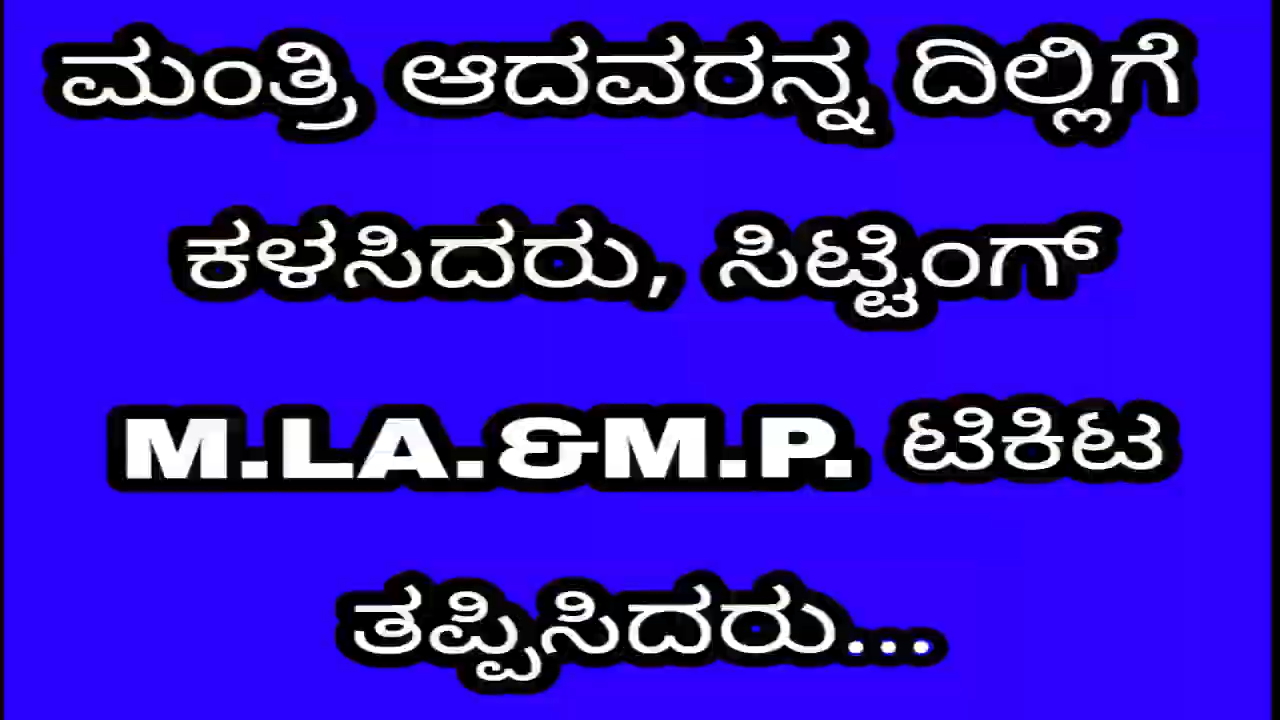 ಮಂತ್ರಿ ಆದವರನ್ನ ದಿಲ್ಲಿಗೆ
ಕಳಸಿದರು, ಸಿಟ್ಟಿಂಗ್
M.LA.&M.P. ಟಿಕಿಟ
ತಪ್ಪಿಸಿದರು...